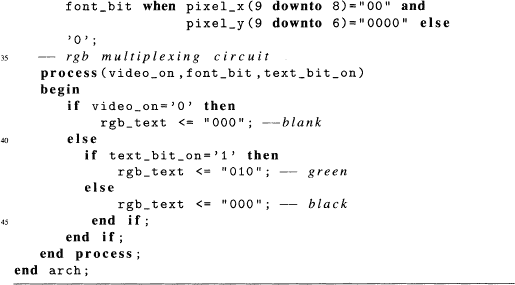 font_bit when pixel_x(9 downto 8)="00" and
pixel_y(9 downto 6)="0000" else
'0';
35 — rgb multiplexing circuit
process(video_on,font_bit,text_bit_on)
begin
if video_on='0' then
rgb_text <= "000"; —blank
40 else
if text_bit_on='1' then
rgb_text <= "010"; — green
else
rgb_text <= "000"; — black
45 end if;
end if;
end process;
end arch;